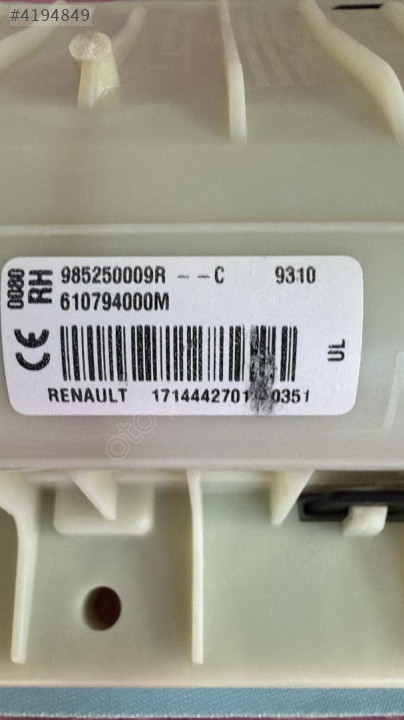 #4194849
0080
RH 985250009R - - C 9310
610794000M
CE
UL
RENAULT 1714442701 0351